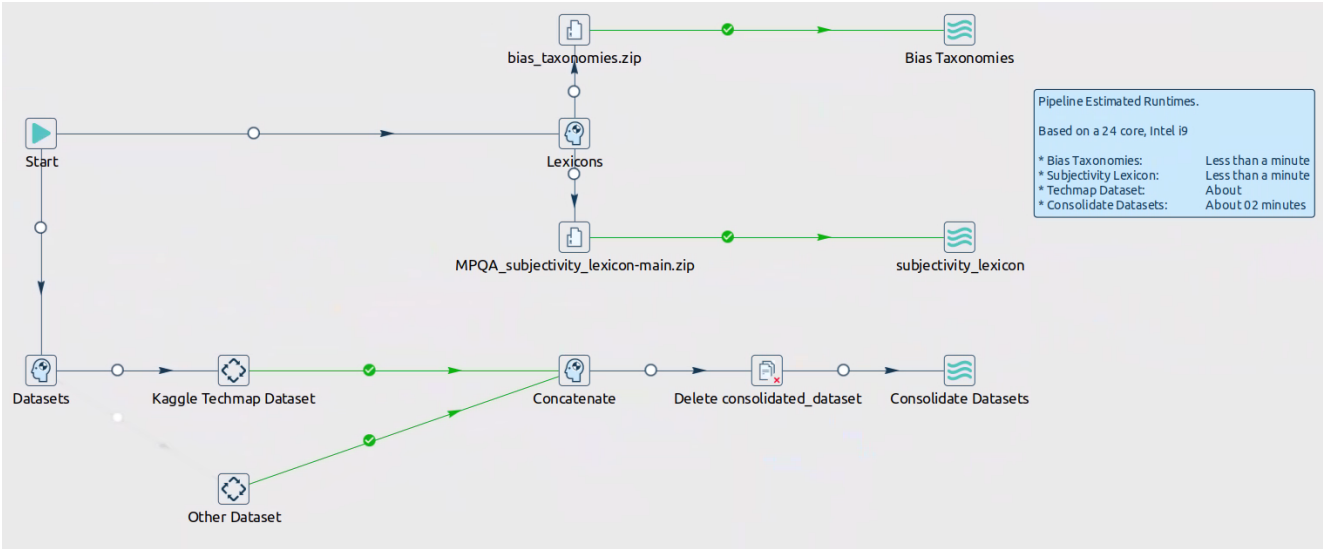 bias_taxonomies.zip
Bias Taxonomies
Pipeline Estimated Runtimes.
Based on a 24 core, Intel i9
* Bias Taxonomies: Less than a minute
* Subjectivity Lexicon: Less than a minute
* Techmap Dataset: About
* Consolidate Datasets: About 02 minutes
Start
Lexicons
MPQA_subjectivity_lexicon-main.zip
subjectivity_lexicon
Datasets
Kaggle Techmap Dataset
Concatenate
Delete consolidated_dataset
Consolidate Datasets
Other Dataset